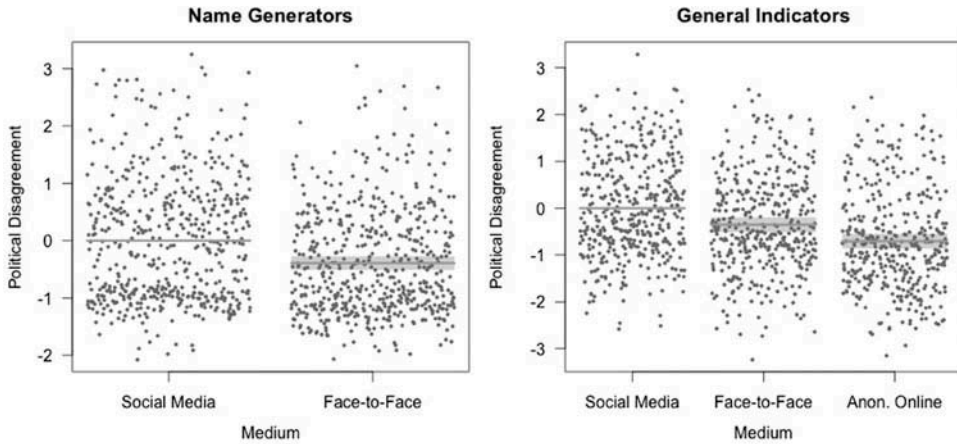 Name Generators
Political Disagreement
3
2
1
0
-1
-2
Social Media
Face-to-Face
Medium
General Indicators
Political Disagreement
3
2
1
0
-1
-2
-3
Social Media
Face-to-Face
Anon. Online
Medium